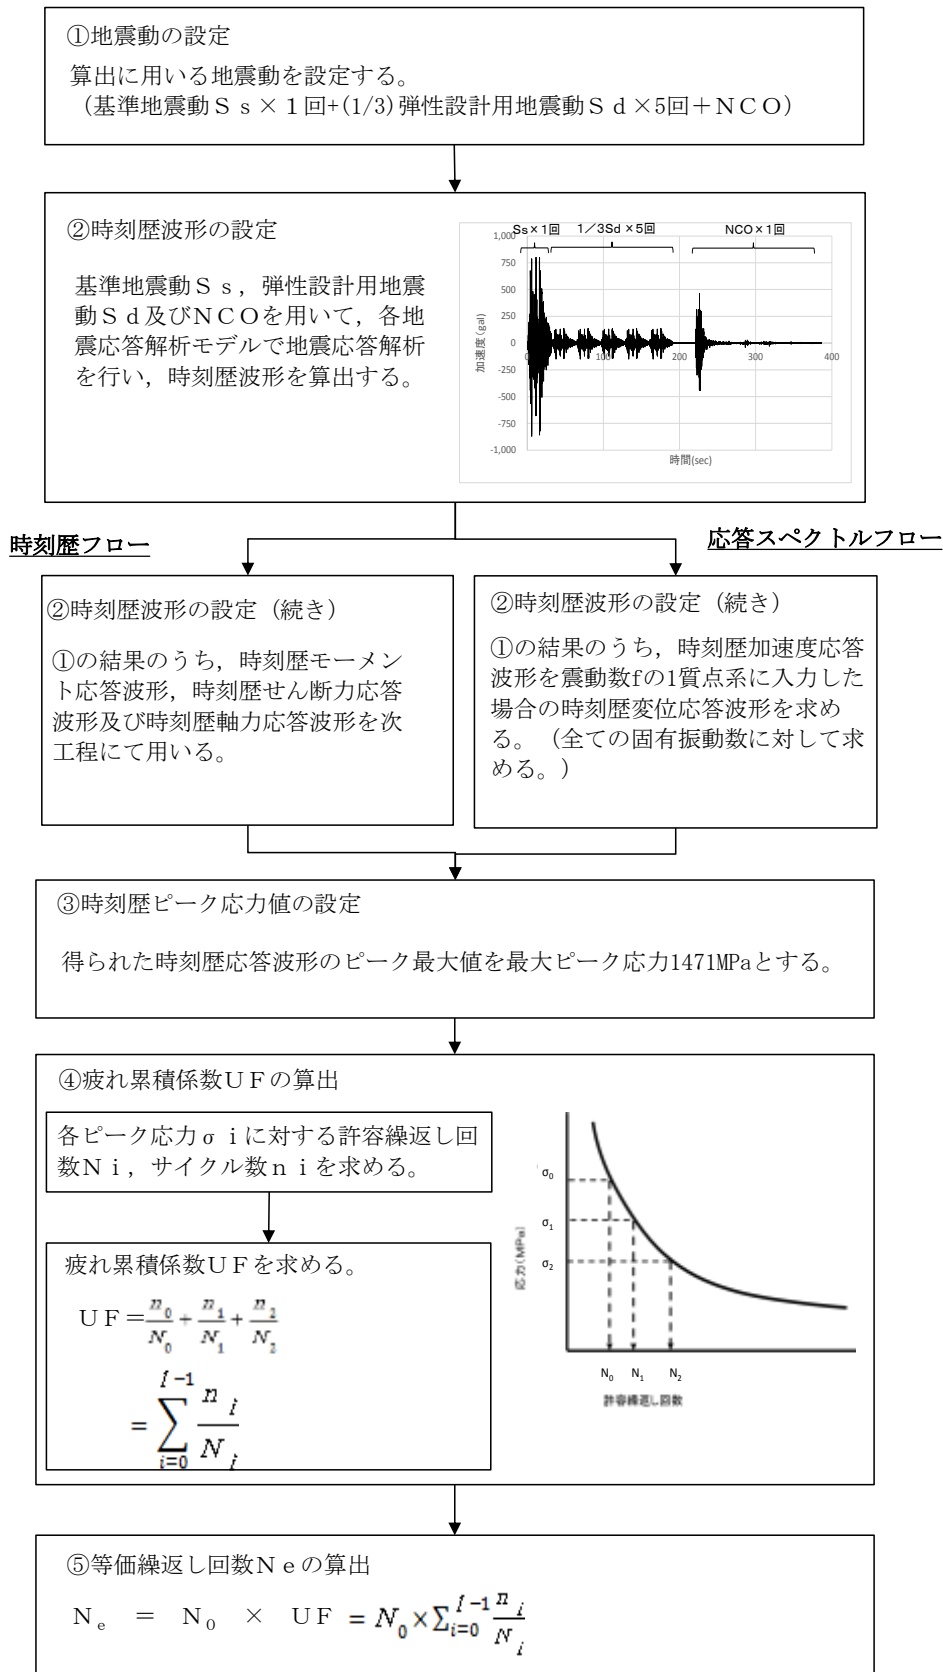 ①地震動の設定
算出に用いる地震動を設定する。
(基準地震動Ｓｓ×１回+(1/3)弾性設計用地震動Ｓｄ×5回＋ＮＣＯ)
②時刻歴波形の設定
基準地震動Ｓｓ，弾性設計用地震
動Ｓｄ及びＮＣＯを用いて，各地
震応答解析モデルで地震応答解析
を行い，時刻歴波形を算出する。
Ss×1回 1／3Sd×5回 NCO×1回
1,000
750
500
250
0
-250
-500
-750
-1,000
加速度(gal)
0 100 200 300 400
時間(sec)
時刻歴フロー
応答スペクトルフロー
②時刻歴波形の設定（続き）
①の結果のうち，時刻歴モーメン
ト応答波形，時刻歴せん断力応答
波形及び時刻歴軸力応答波形を次
工程にて用いる。
②時刻歴波形の設定（続き）
①の結果のうち，時刻歴加速度応答
波形を震動数fの1質点系に入力した
場合の時刻歴変位応答波形を求め
る。（全ての固有振動数に対して求
める。）
③時刻歴ピーク応力値の設定
得られた時刻歴応答波形のピーク最大値を最大ピーク応力1471MPaとする。
④疲れ累積係数ＵＦの算出
各ピーク応力σｉに対する許容繰返し回
数Ｎｉ，サイクル数ｎｉを求める。
疲れ累積係数ＵＦを求める。
ＵＦ=n_0/N_0 + n_1/N_1 + n_2/N_2
= ∑_{i=0}^{I-1} n_i/N_i
σ0
σ1
σ2
応力(MPa)
N0 N1 N2
許容繰返し回数
⑤等価繰返し回数Ｎｅの算出
Ｎe ＝ Ｎ0 × ＵＦ = N_0 × ∑_{i=0}^{I-1} n_i/N_i